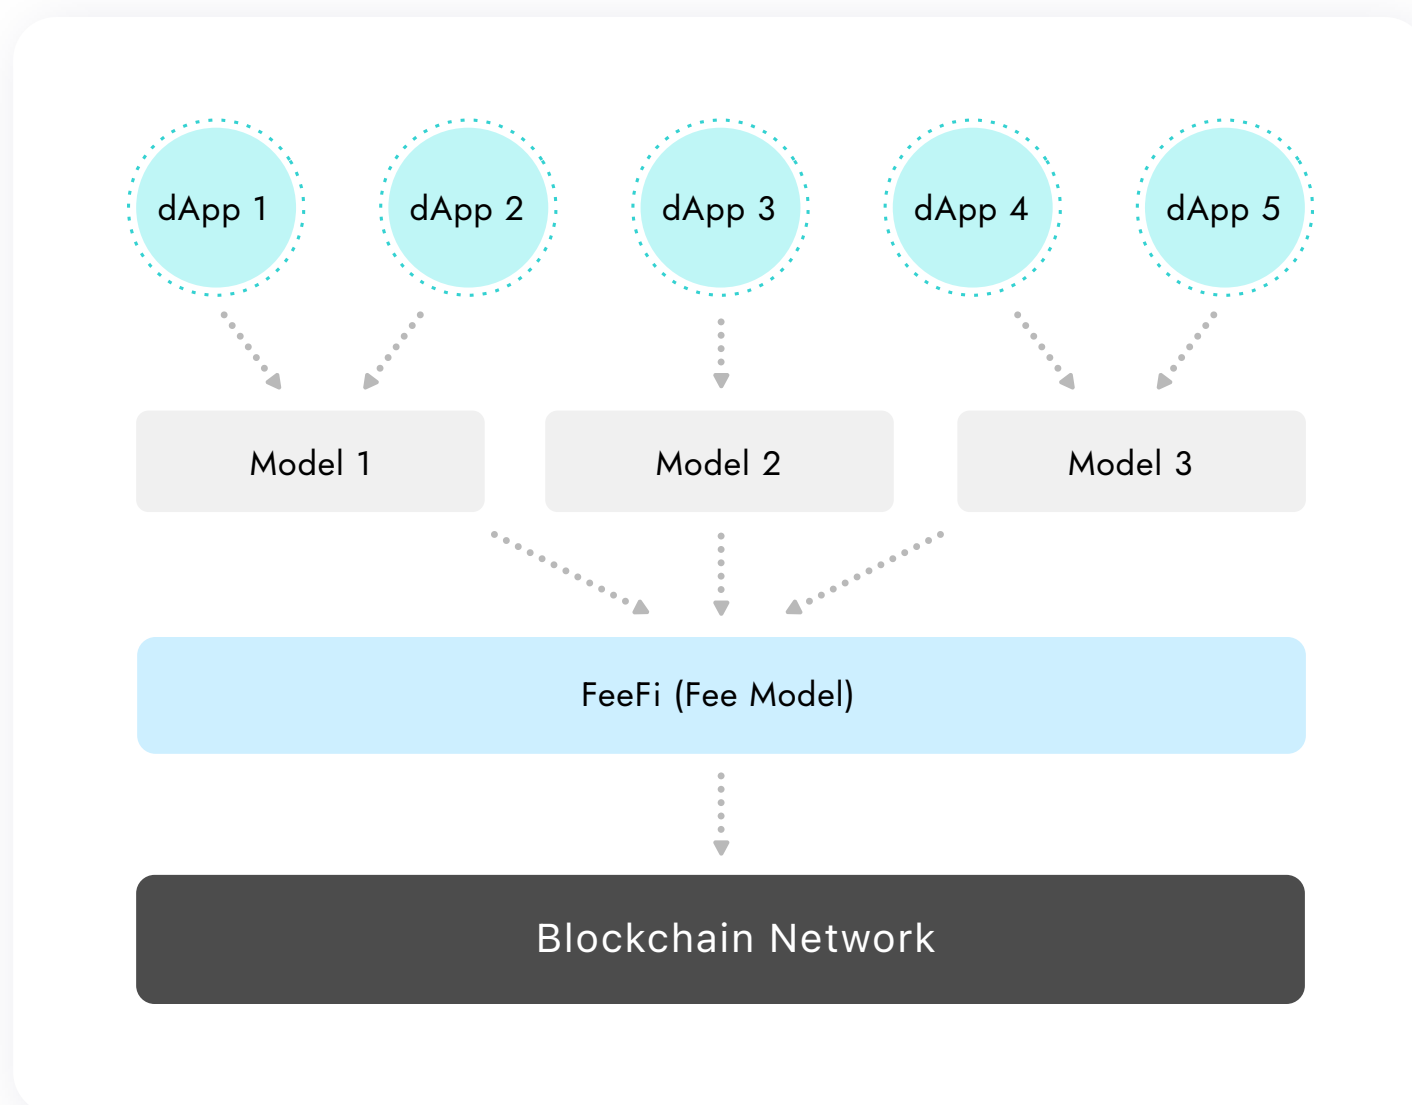 dApp 1
dApp 2
dApp 3
dApp 4
dApp 5
Model 1
Model 2
Model 3
FeeFi (Fee Model)
Blockchain Network